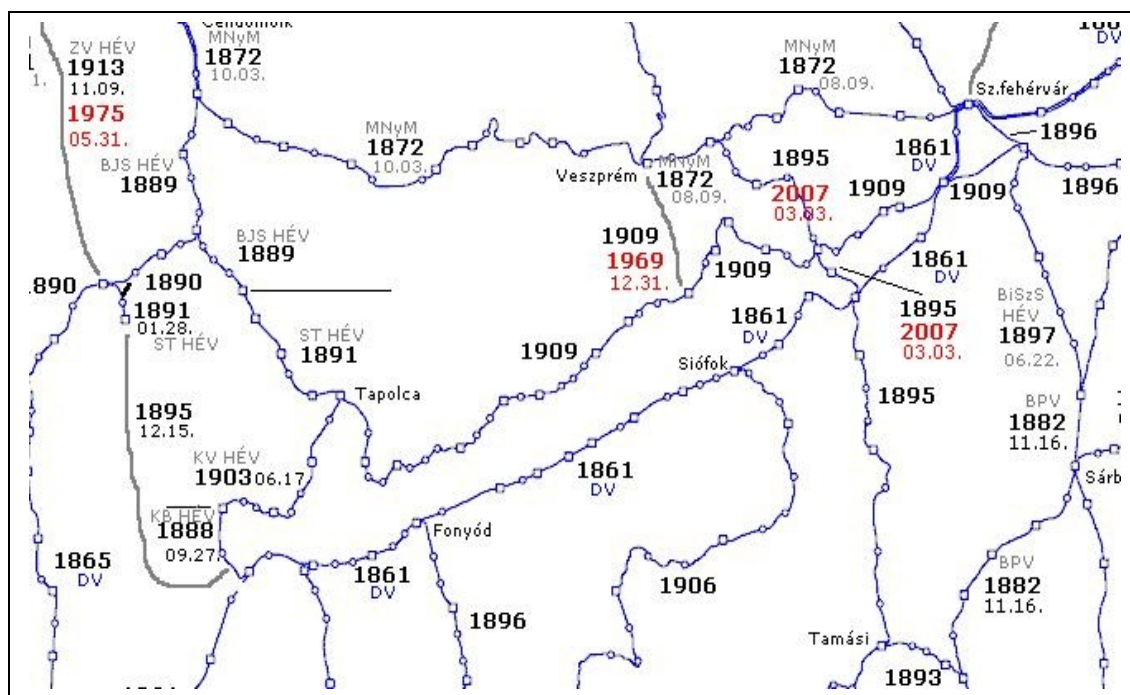 Celldömölk
ZV HÉV
1913
11.09.
1975
05.31.
1.
MNyM
1872
10.03.
MNyM
1872
08.09.
DV
Sz.fehérvár
1896
MNyM
1872
10.03.
BJS HÉV
1889
Veszprém
MNyM
1872
08.09.
1895
2007
03.03.
1861
DV
1909
1909
1896
BJS HÉV
1889
1909
1969
12.31.
1909
1861
DV
1890
1890
1891
01.28.
ST HÉV
1861
DV
1895
2007
03.03.
BiSzS
HÉV
1897
06.22.
ST HÉV
1891
1909
Siófok
Tapolca
1895
BPV
1882
11.16.
1895
12.15.
KV HÉV
1903 06.17
1861
DV
Sárb
KB HÉV
1888
09.27.
Fonyód
1865
DV
1861
DV
1906
BPV
1882
11.16.
1896
Tamási
1893